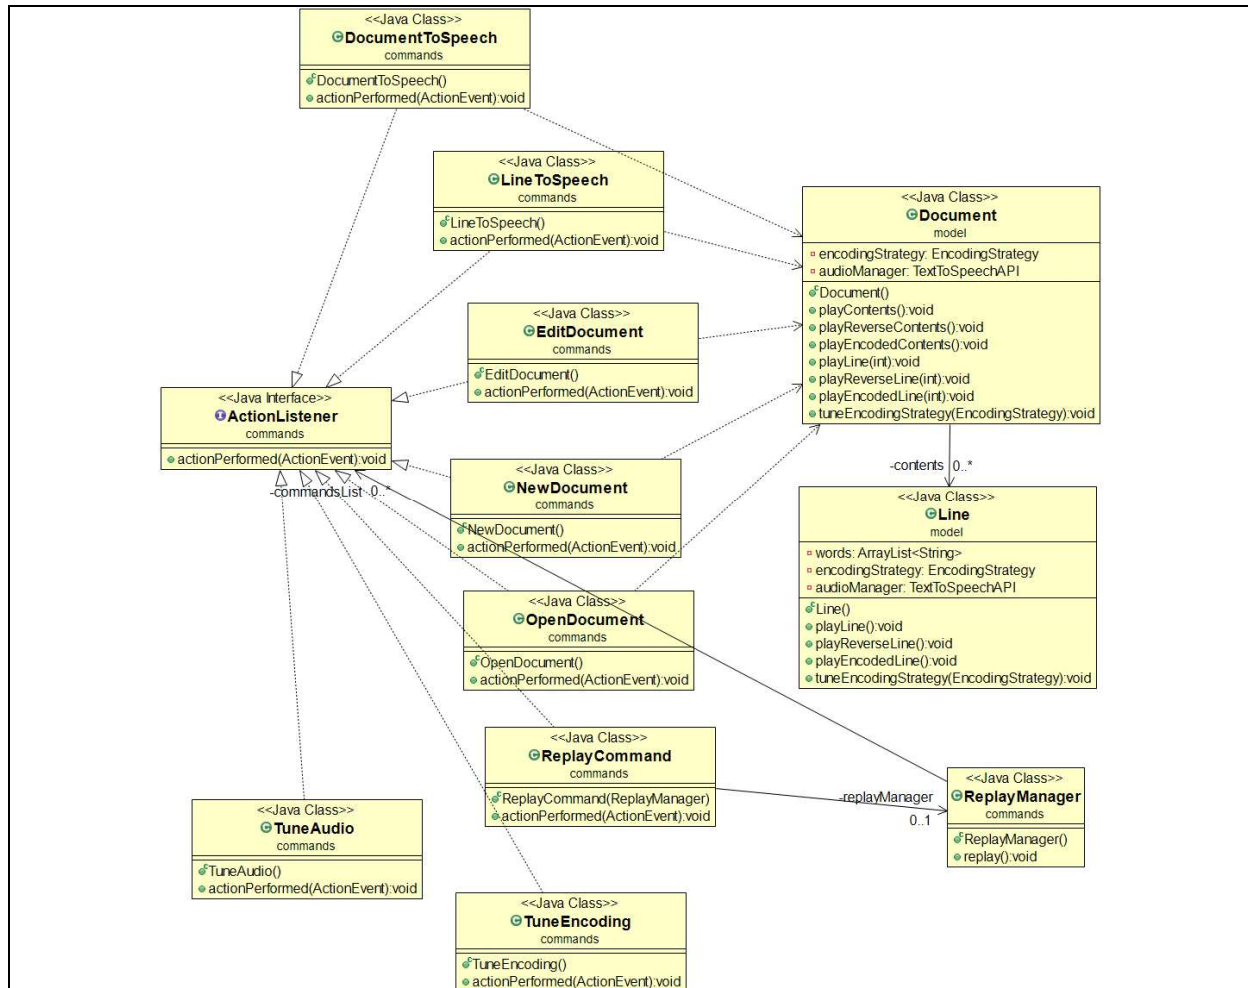 <<Java Class>>
DocumentToSpeech
commands
DocumentToSpeech()
actionPerformed(ActionEvent):void
<<Java Class>>
LineToSpeech
commands
LineToSpeech()
actionPerformed(ActionEvent):void
<<Java Class>>
Document
model
encodingStrategy: EncodingStrategy
audioManager: TextToSpeechAPI
Document()
playContents():void
playReverseContents():void
playEncodedContents():void
playLine(int):void
playReverseLine(int):void
playEncodedLine(int):void
tuneEncodingStrategy(EncodingStrategy):void
<<Java Class>>
EditDocument
commands
EditDocument()
actionPerformed(ActionEvent):void
<<Java Interface>>
ActionListener
commands
actionPerformed(ActionEvent):void
-commandsList 0..*
-contents 0..*
<<Java Class>>
NewDocument
commands
NewDocument()
actionPerformed(ActionEvent):void
<<Java Class>>
Line
model
words: ArrayList<String>
encodingStrategy: EncodingStrategy
audioManager: TextToSpeechAPI
Line()
playLine():void
playReverseLine():void
playEncodedLine():void
tuneEncodingStrategy(EncodingStrategy):void
<<Java Class>>
OpenDocument
commands
OpenDocument()
actionPerformed(ActionEvent):void
<<Java Class>>
ReplayCommand
commands
ReplayCommand(ReplayManager)
actionPerformed(ActionEvent):void
-replayManager
0..1
<<Java Class>>
ReplayManager
commands
ReplayManager()
replay():void
<<Java Class>>
TuneAudio
commands
TuneAudio()
actionPerformed(ActionEvent):void
<<Java Class>>
TuneEncoding
commands
TuneEncoding()
actionPerformed(ActionEvent):void